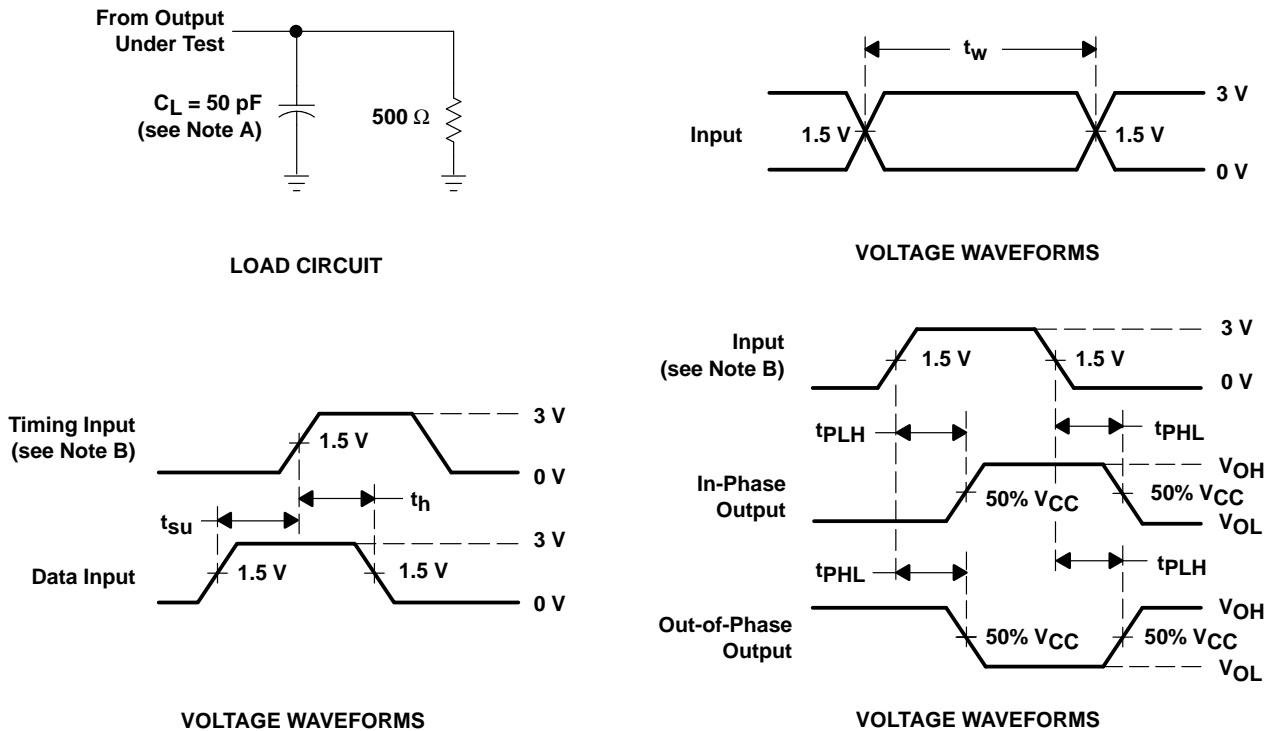 From Output
Under Test
CL = 50 pF
(see Note A)
500 Ω
LOAD CIRCUIT
tw
3 V
Input
1.5 V
1.5 V
0 V
VOLTAGE WAVEFORMS
Timing Input
(see Note B)
3 V
1.5 V
0 V
th
tsu
3 V
Data Input
1.5 V
1.5 V
0 V
VOLTAGE WAVEFORMS
Input
(see Note B)
3 V
1.5 V
1.5 V
0 V
tPLH
tPHL
In-Phase
Output
VOH
50% VCC
50% VCC
VOL
tPHL
tPLH
Out-of-Phase
Output
VOH
50% VCC
50% VCC
VOL
VOLTAGE WAVEFORMS